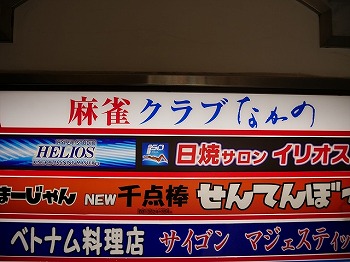 麻雀クラブ なかの
HELIOS 日焼サロン イリオス
まーじゃん NEW 千点棒 せんてんぼう
ベトナム料理店 サイゴン マジェスティッ